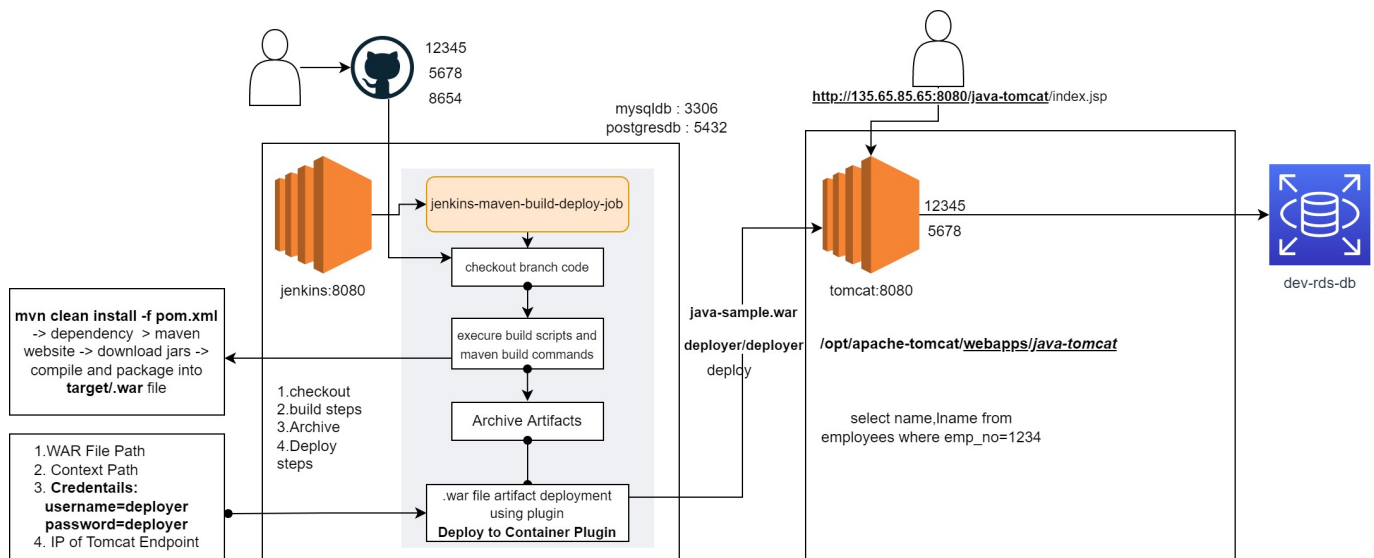 12345
5678
8654
mysqldb : 3306
postgresdb : 5432
http://135.65.85.65:8080/java-tomcat/index.jsp
jenkins-maven-build-deploy-job
checkout branch code
jenkins:8080
execure build scripts and
maven build commands
Archive Artifacts
.war file artifact deployment
using plugin
Deploy to Container Plugin
mvn clean install -f pom.xml
-> dependency > maven
website -> download jars ->
compile and package into
target/.war file
1.checkout
2.build steps
3.Archive
4.Deploy
steps
1.WAR File Path
2. Context Path
3. Credentails:
username=deployer
password=deployer
4. IP of Tomcat Endpoint
java-sample.war
deployer/deployer
deploy
12345
5678
tomcat:8080
/opt/apache-tomcat/webapps/java-tomcat
select name,lname from
employees where emp_no=1234
dev-rds-db